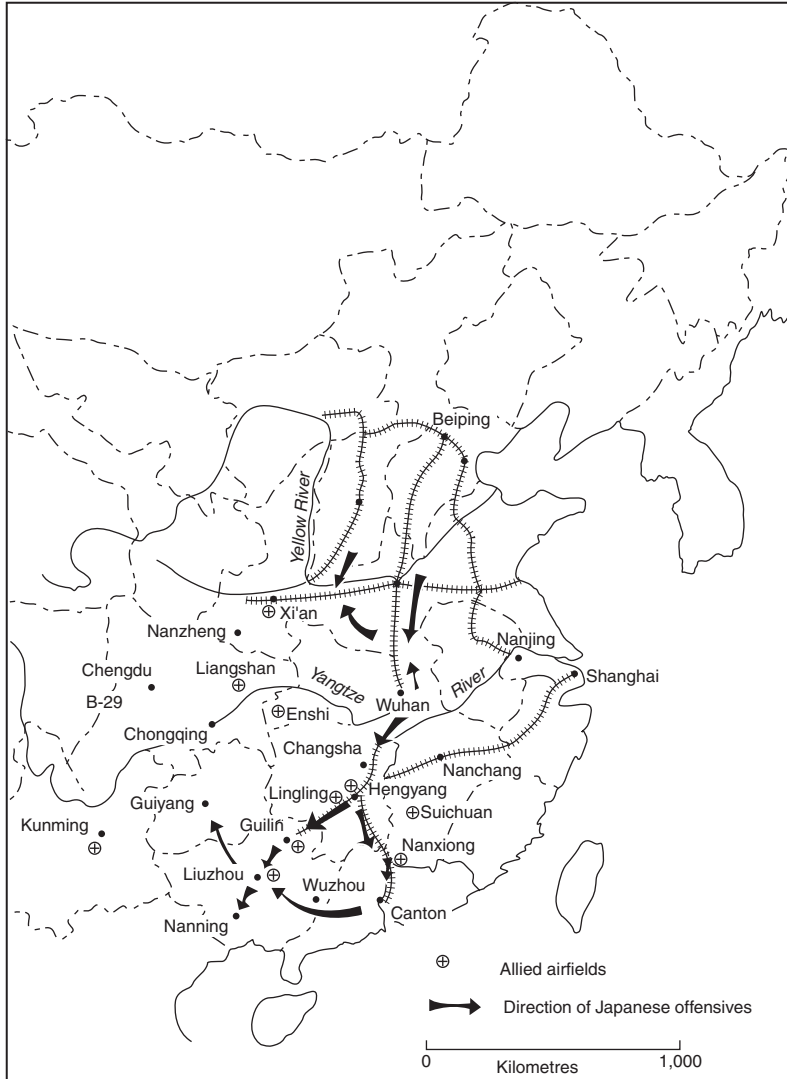 Beiping
Yellow River
Xi'an
Nanzheng
Nanjing
Chengdu
Liangshan
Yangtze
River
Shanghai
B-29
Wuhan
Enshi
Chongqing
Changsha
Nanchang
Lingling
Hengyang
Guiyang
Suichuan
Kunming
Guilin
Nanxiong
Liuzhou
Wuzhou
Canton
Nanning
Allied airfields
Direction of Japanese offensives
0
1,000
Kilometres